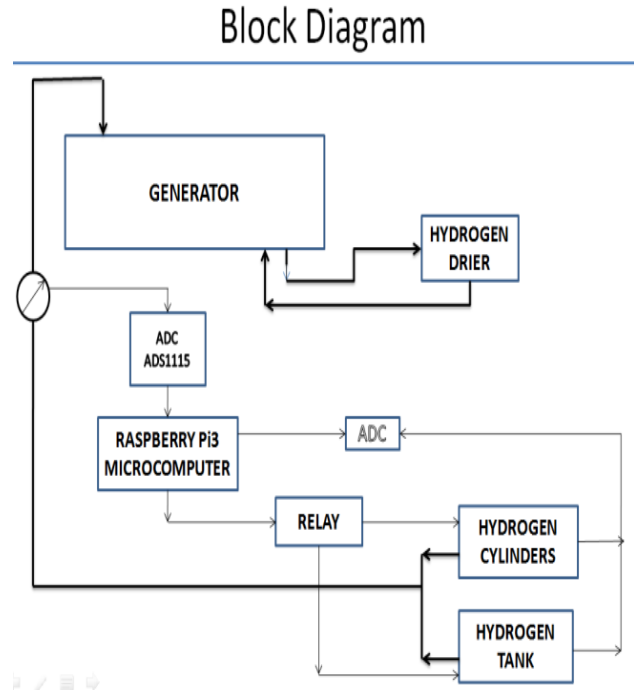 Block Diagram
GENERATOR
HYDROGEN
DRIER
ADC
ADS1115
RASPBERRY Pi3
MICROCOMPUTER
ADC
RELAY
HYDROGEN
CYLINDERS
HYDROGEN
TANK